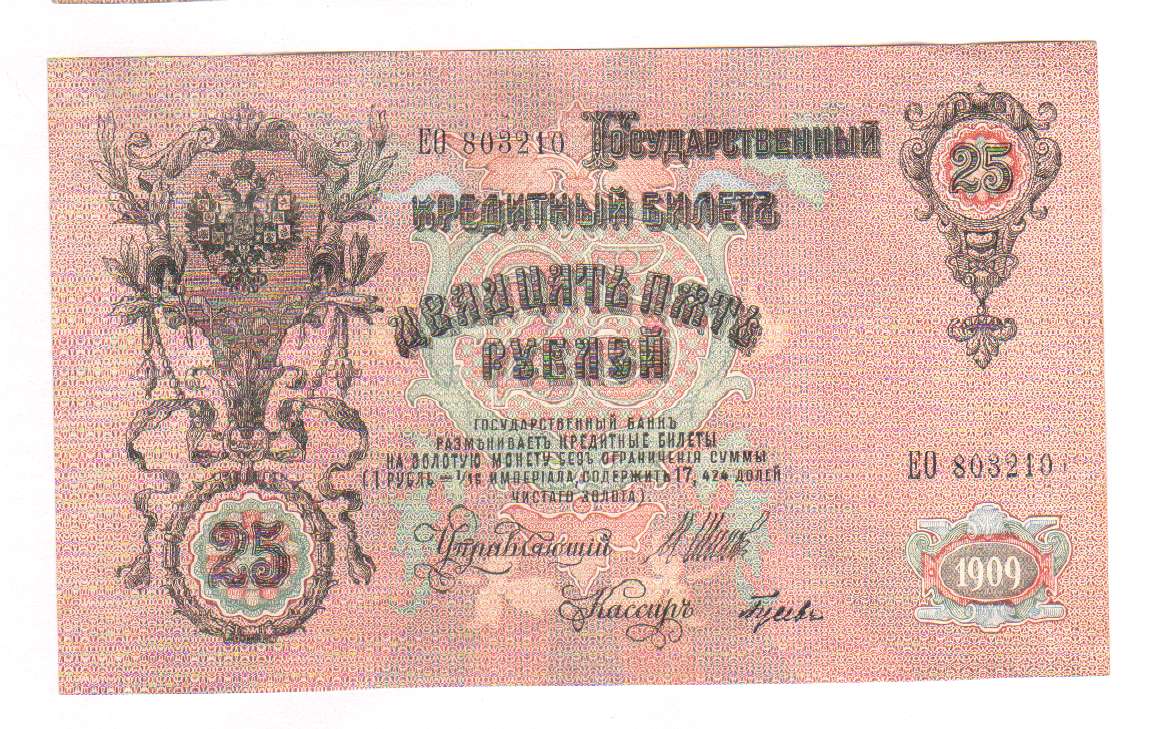 ЕО 803210 Государственный
25
кредитный билетъ
двадцать пять
рублей
Государственный банкъ
размѣниваетъ кредитные билеты
на золотую монету безъ ограниченія суммы
(1 рубль = 1/15 имперіала, содержитъ 17,424 долей
чистаго золота).
ЕО 803210
Управляющій
25
1909
Кассиръ